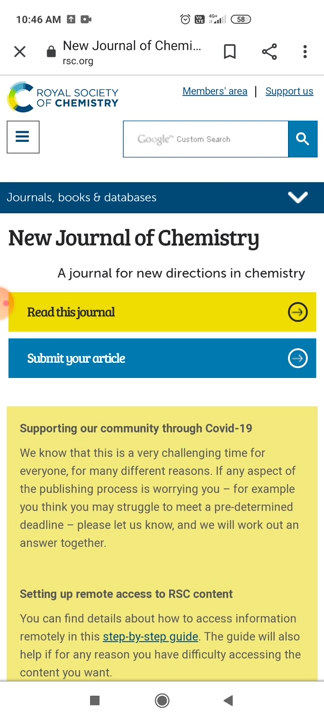 10:46 AM
4G+
58
New Journal of Chemi...
rsc.org
ROYAL SOCIETY
OF CHEMISTRY
Members' area | Support us
Google™ Custom Search
Journals, books & databases
New Journal of Chemistry
A journal for new directions in chemistry
Read this journal
Submit your article
Supporting our community through Covid-19
We know that this is a very challenging time for
everyone, for many different reasons. If any aspect of
the publishing process is worrying you – for example
you think you may struggle to meet a pre-determined
deadline – please let us know, and we will work out an
answer together.
Setting up remote access to RSC content
You can find details about how to access information
remotely in this step-by-step guide. The guide will also
help if for any reason you have difficulty accessing the
content you want.